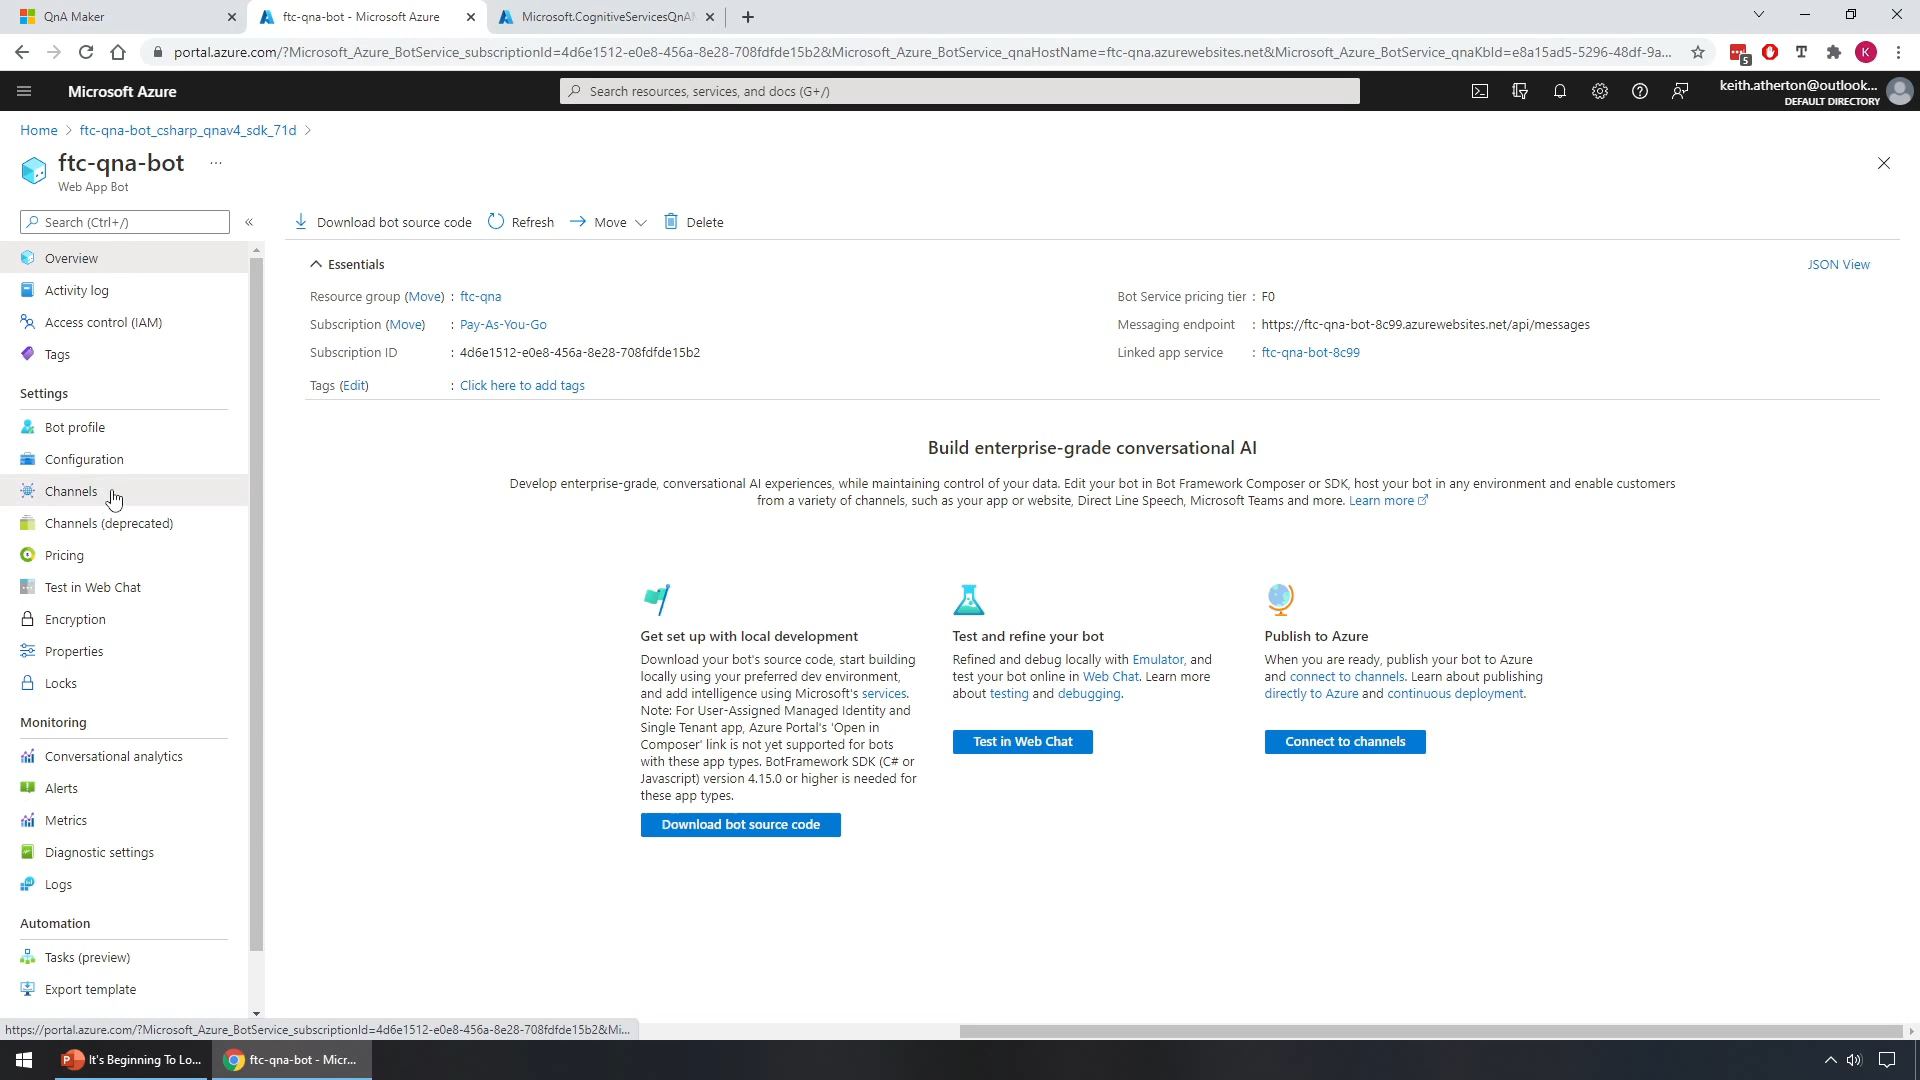 QnA Maker
ftc-qna-bot - Microsoft Azure
Microsoft.CognitiveServicesQnA
portal.azure.com/?Microsoft_Azure_BotService_subscriptionId=4d6e1512-e0e8-456a-8e28-708fdfde15b2&Microsoft_Azure_BotService_qnaHostName=ftc-qna.azurewebsites.net&Microsoft_Azure_BotService_qnaKbId=e8a15ad5-5296-48df-9a...
5
K
Microsoft Azure
Search resources, services, and docs (G+/)
keith.atherton@outlook...
DEFAULT DIRECTORY
Home > ftc-qna-bot_csharp_qnav4_sdk_71d >
ftc-qna-bot ...
Web App Bot
Search (Ctrl+/)
«
Download bot source code
Refresh
Move
Delete
Overview
Activity log
Access control (IAM)
Tags
Settings
Bot profile
Configuration
Channels
Channels (deprecated)
Pricing
Test in Web Chat
Encryption
Properties
Locks
Monitoring
Conversational analytics
Alerts
Metrics
Diagnostic settings
Logs
Automation
Tasks (preview)
Export template
Essentials
JSON View
Resource group (Move) : ftc-qna
Subscription (Move) : Pay-As-You-Go
Subscription ID : 4d6e1512-e0e8-456a-8e28-708fdfde15b2
Tags (Edit) : Click here to add tags
Bot Service pricing tier : F0
Messaging endpoint : https://ftc-qna-bot-8c99.azurewebsites.net/api/messages
Linked app service : ftc-qna-bot-8c99
Build enterprise-grade conversational AI
Develop enterprise-grade, conversational AI experiences, while maintaining control of your data. Edit your bot in Bot Framework Composer or SDK, host your bot in any environment and enable customers
from a variety of channels, such as your app or website, Direct Line Speech, Microsoft Teams and more. Learn more
Get set up with local development
Download your bot's source code, start building
locally using your preferred dev environment,
and add intelligence using Microsoft's services.
Note: For User-Assigned Managed Identity and
Single Tenant app, Azure Portal's 'Open in
Composer' link is not yet supported for bots
with these app types. BotFramework SDK (C# or
Javascript) version 4.15.0 or higher is needed for
these app types.
Download bot source code
Test and refine your bot
Refined and debug locally with Emulator, and
test your bot online in Web Chat. Learn more
about testing and debugging.
Test in Web Chat
Publish to Azure
When you are ready, publish your bot to Azure
and connect to channels. Learn about publishing
directly to Azure and continuous deployment.
Connect to channels
https://portal.azure.com/?Microsoft_Azure_BotService_subscriptionId=4d6e1512-e0e8-456a-8e28-708fdfde15b2&Mi...
It's Beginning To Lo...
ftc-qna-bot - Micr...